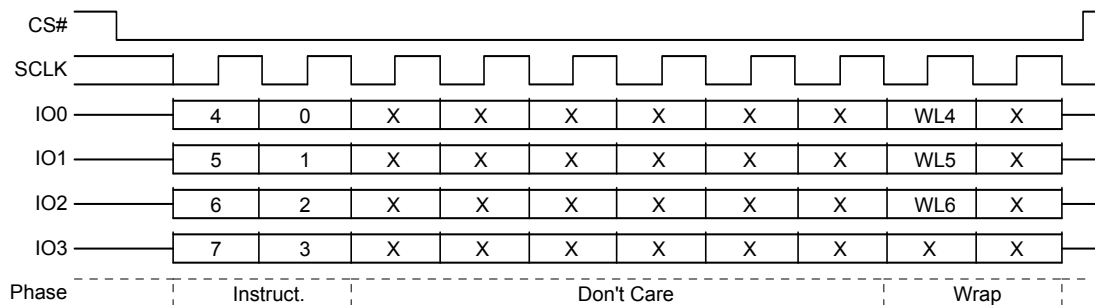 CS#
SCLK
IO0 4 0 X X X X X X WL4 X
IO1 5 1 X X X X X X WL5 X
IO2 6 2 X X X X X X WL6 X
IO3 7 3 X X X X X X X X
Phase Instruct. Don't Care Wrap